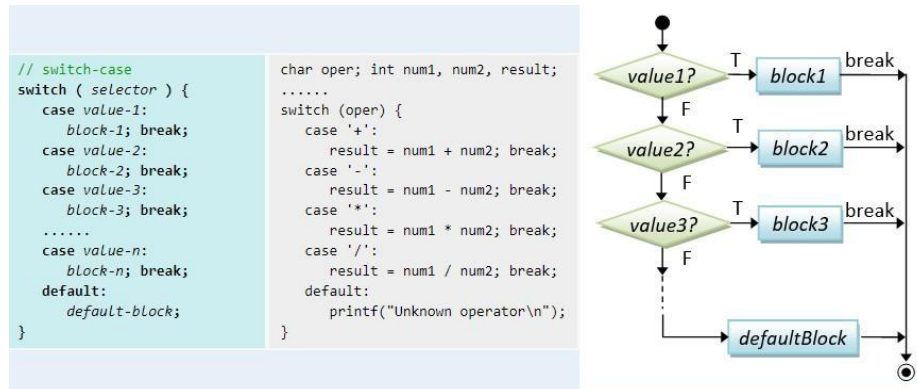 // switch-case
switch ( selector ) {
case value-1:
block-1; break;
case value-2:
block-2; break;
case value-3:
block-3; break;
......
case value-n:
block-n; break;
default:
default-block;
}
char oper; int num1, num2, result;
......
switch (oper) {
case '+':
result = num1 + num2; break;
case '-':
result = num1 - num2; break;
case '*':
result = num1 * num2; break;
case '/':
result = num1 / num2; break;
default:
printf("Unknown operator\n");
}
value1? T block1 break
F
value2? T block2 break
F
value3? T block3 break
F
defaultBlock